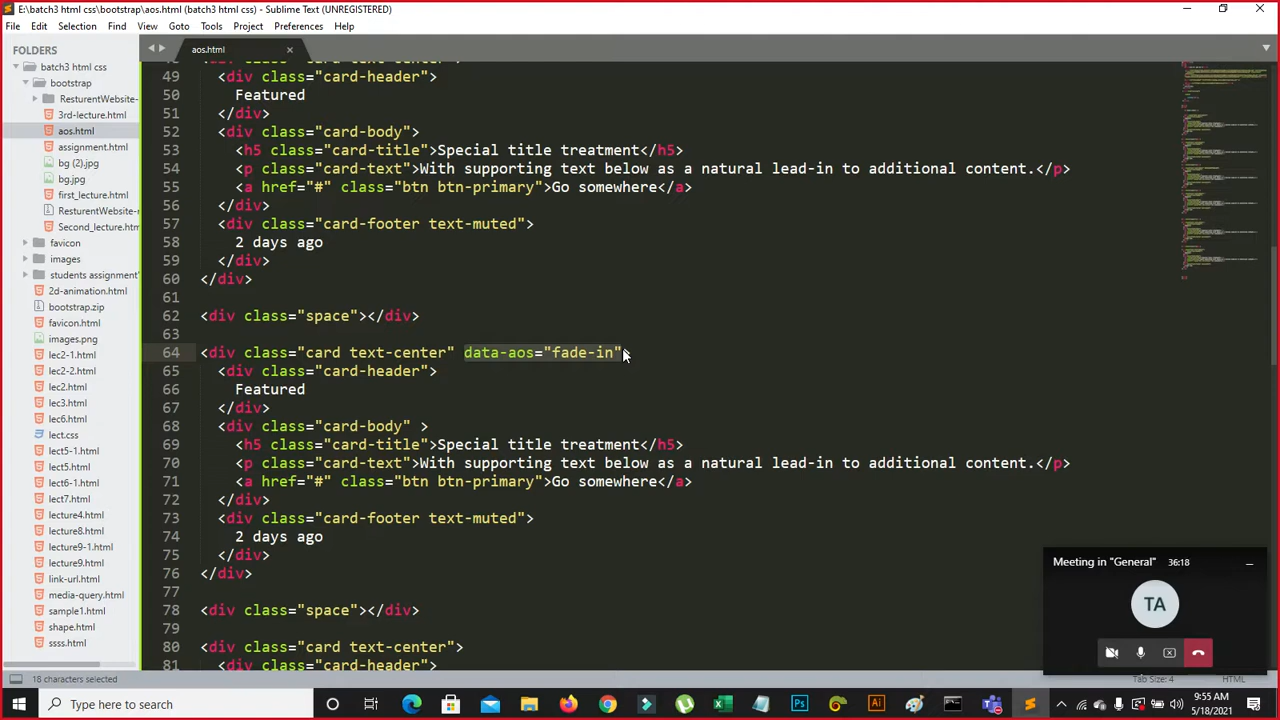 E:\batch3 html css\bootstrap\aos.html (batch3 html css) - Sublime Text (UNREGISTERED)
File Edit Selection Find View Goto Tools Project Preferences Help
FOLDERS
batch3 html css
bootstrap
ResturentWebsite-
3rd-lecture.html
aos.html
assignment.html
bg (2).jpg
bg.jpg
first_lecture.html
ResturentWebsite-r
Second_lecture.htm
favicon
images
students assignment
2d-animation.html
bootstrap.zip
favicon.html
images.png
lec2-1.html
lec2-2.html
lec2.html
lec3.html
lec6.html
lect.css
lect5-1.html
lect5.html
lect6-1.html
lect7.html
lecture4.html
lecture8.html
lecture9-1.html
lecture9.html
link-url.html
media-query.html
sample1.html
shape.html
ssss.html
aos.html
49 <div class="card-header">
50 Featured
51 </div>
52 <div class="card-body">
53 <h5 class="card-title">Special title treatment</h5>
54 <p class="card-text">With supporting text below as a natural lead-in to additional content.</p>
55 <a href="#" class="btn btn-primary">Go somewhere</a>
56 </div>
57 <div class="card-footer text-muted">
58 2 days ago
59 </div>
60 </div>
61
62 <div class="space"></div>
63
64 <div class="card text-center" data-aos="fade-in">
65 <div class="card-header">
66 Featured
67 </div>
68 <div class="card-body" >
69 <h5 class="card-title">Special title treatment</h5>
70 <p class="card-text">With supporting text below as a natural lead-in to additional content.</p>
71 <a href="#" class="btn btn-primary">Go somewhere</a>
72 </div>
73 <div class="card-footer text-muted">
74 2 days ago
75 </div>
76 </div>
77
78 <div class="space"></div>
79
80 <div class="card text-center">
81 <div class="card-header">
Meeting in "General" 36:18
TA
18 characters selected
Tab Size: 4 HTML
Type here to search
9:55 AM
5/18/2021